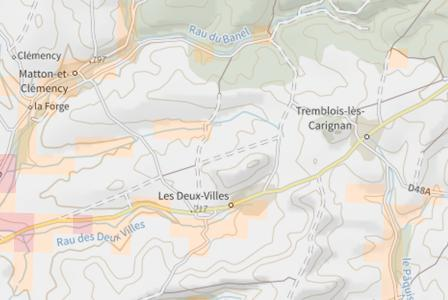 Rau du Banel
Clémency
L797
Matton-et
Clémency
la Forge
Tremblois-lès-
Carignan
Les Deux-Villes
D48A
Rau des Deux Villes
le Paquis